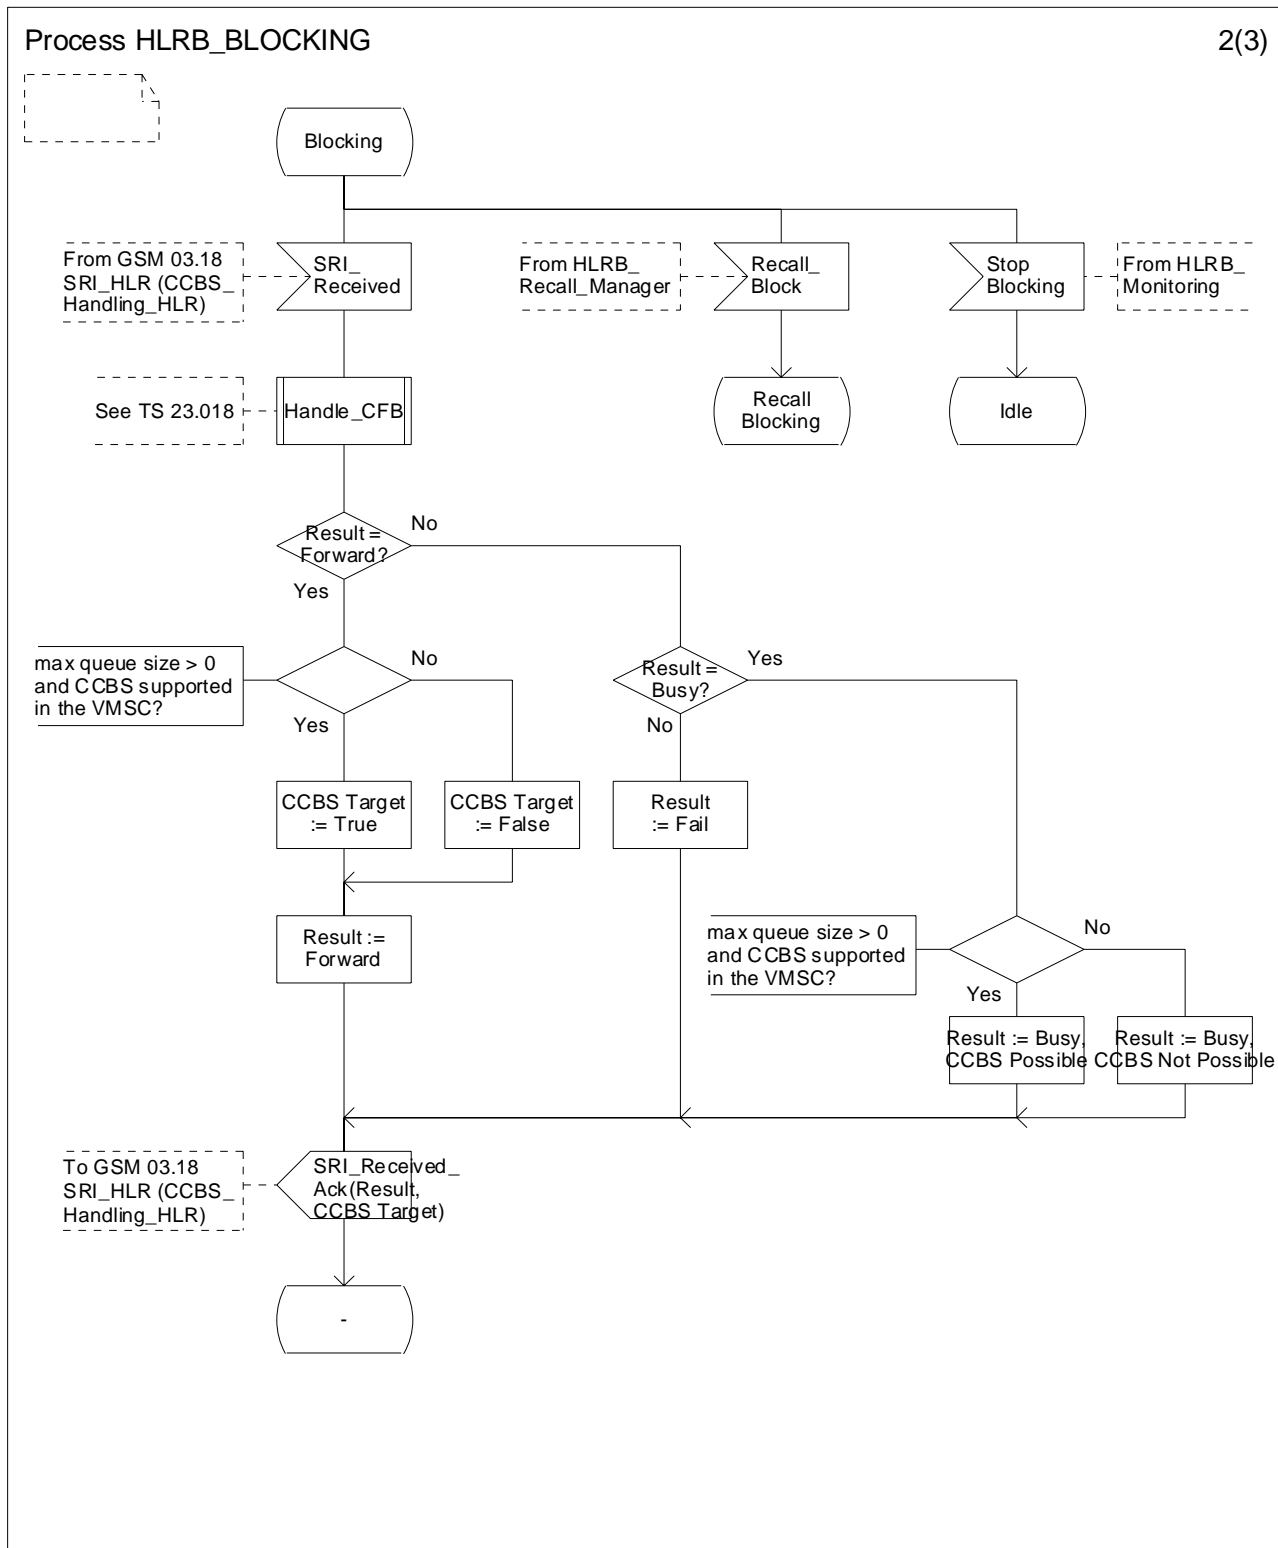 Process HLRB_BLOCKING
2(3)
Blocking
From GSM 03.18
SRI_HLR (CCBS_
Handling_HLR)
SRI_
Received
From HLRB_
Recall_Manager
Recall_
Block
Stop
Blocking
From HLRB_
Monitoring
See TS 23.018
Handle_CFB
Recall
Blocking
Idle
Result =
Forward?
No
Yes
max queue size > 0
and CCBS supported
in the VMSC?
No
Yes
Result =
Busy?
Yes
No
CCBS Target
:= True
CCBS Target
:= False
Result
:= Fail
Result :=
Forward
max queue size > 0
and CCBS supported
in the VMSC?
No
Yes
Result := Busy,
CCBS Possible
Result := Busy,
CCBS Not Possible
To GSM 03.18
SRI_HLR (CCBS_
Handling_HLR)
SRI_Received_
Ack(Result,
CCBS Target)
-